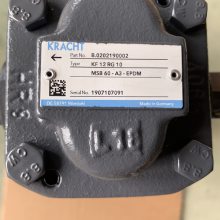 KRACHT
Part No. B.0202190002
Type KF 12 RG 10
MSB 60 - A3 - EPDM
Serial 1907107091
DE 58791 Werdohl Made in Germany